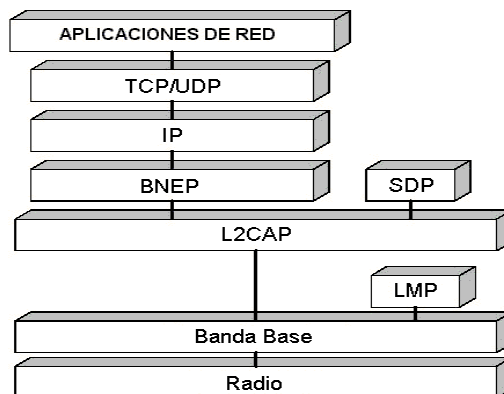 APLICACIONES DE RED
TCP/UDP
IP
BNEP
SDP
L2CAP
LMP
Banda Base
Radio